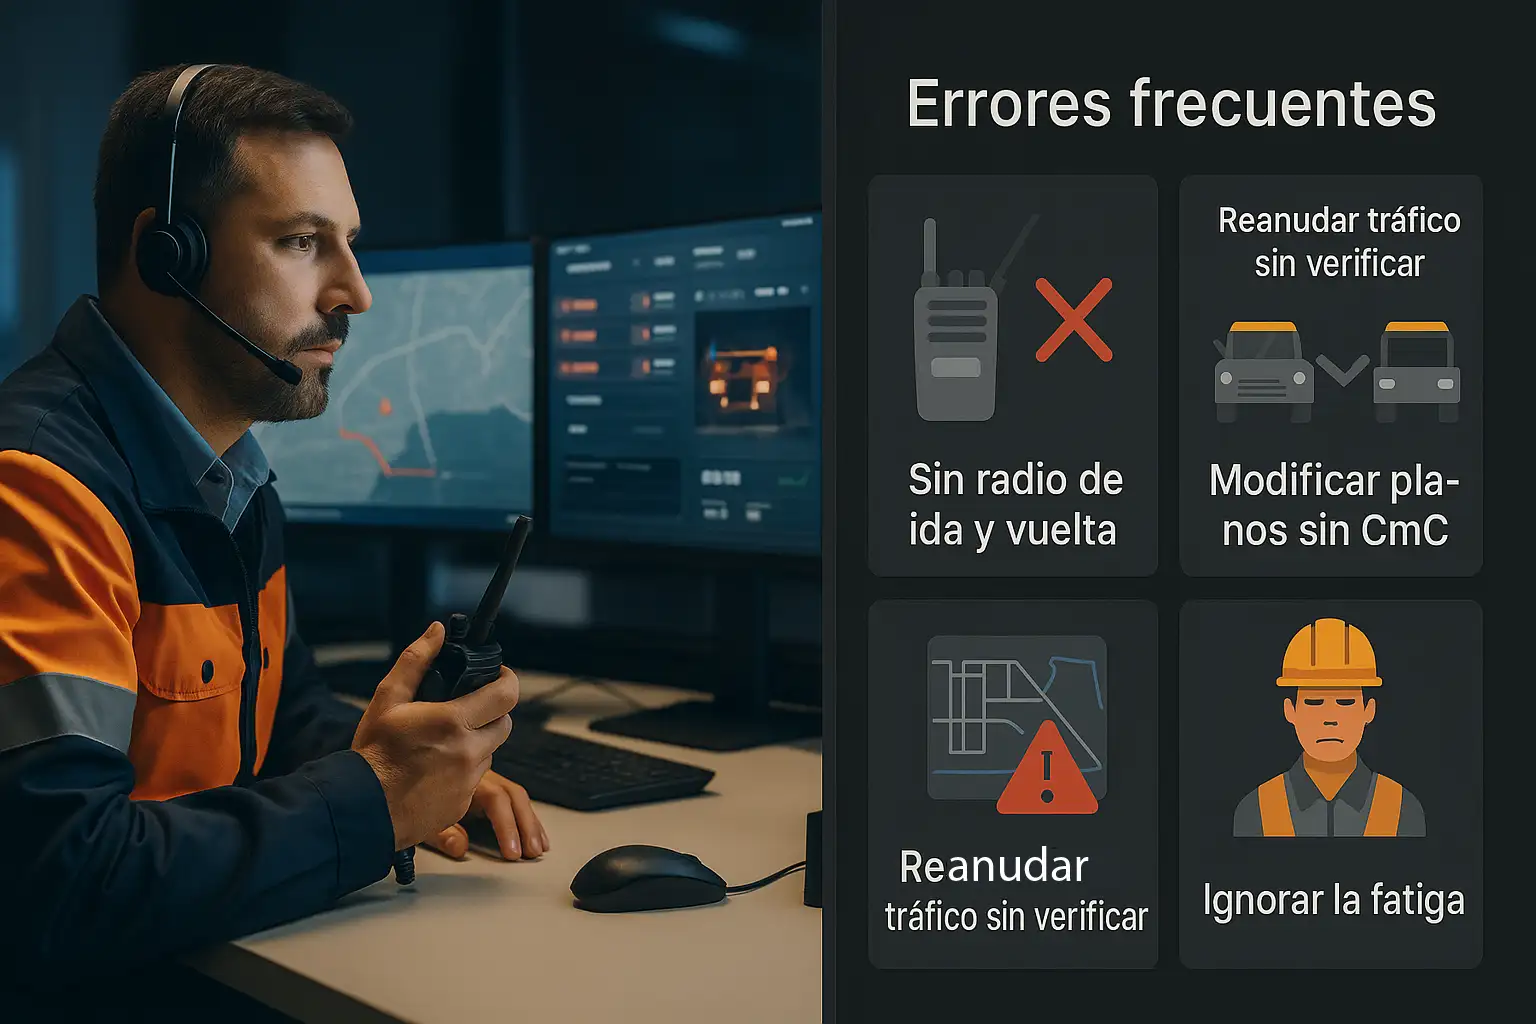 Errores frecuentes
Sin radio de
ida y vuelta
Reanudar tráfico
sin verificar
Modificar pla-
nos sin CmC
Reanudar
tráfico sin verificar
Ignorar la fatiga